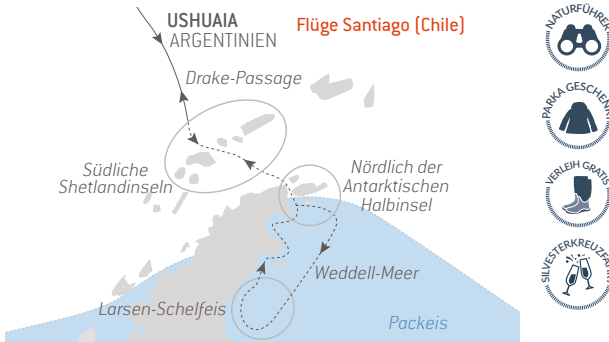 USHUAIA
ARGENTINIEN
Flüge Santiago (Chile)
Drake-Passage
Südliche
Shetlandinseln
Nördlich der
Antarktischen
Halbinsel
Weddell-Meer
Larsen-Schelfeis
Packeis
NATURFÜHRER
PARKA GESCHENKT
VERLEIH GRATIS
SILVESTERKREUZFAHRT